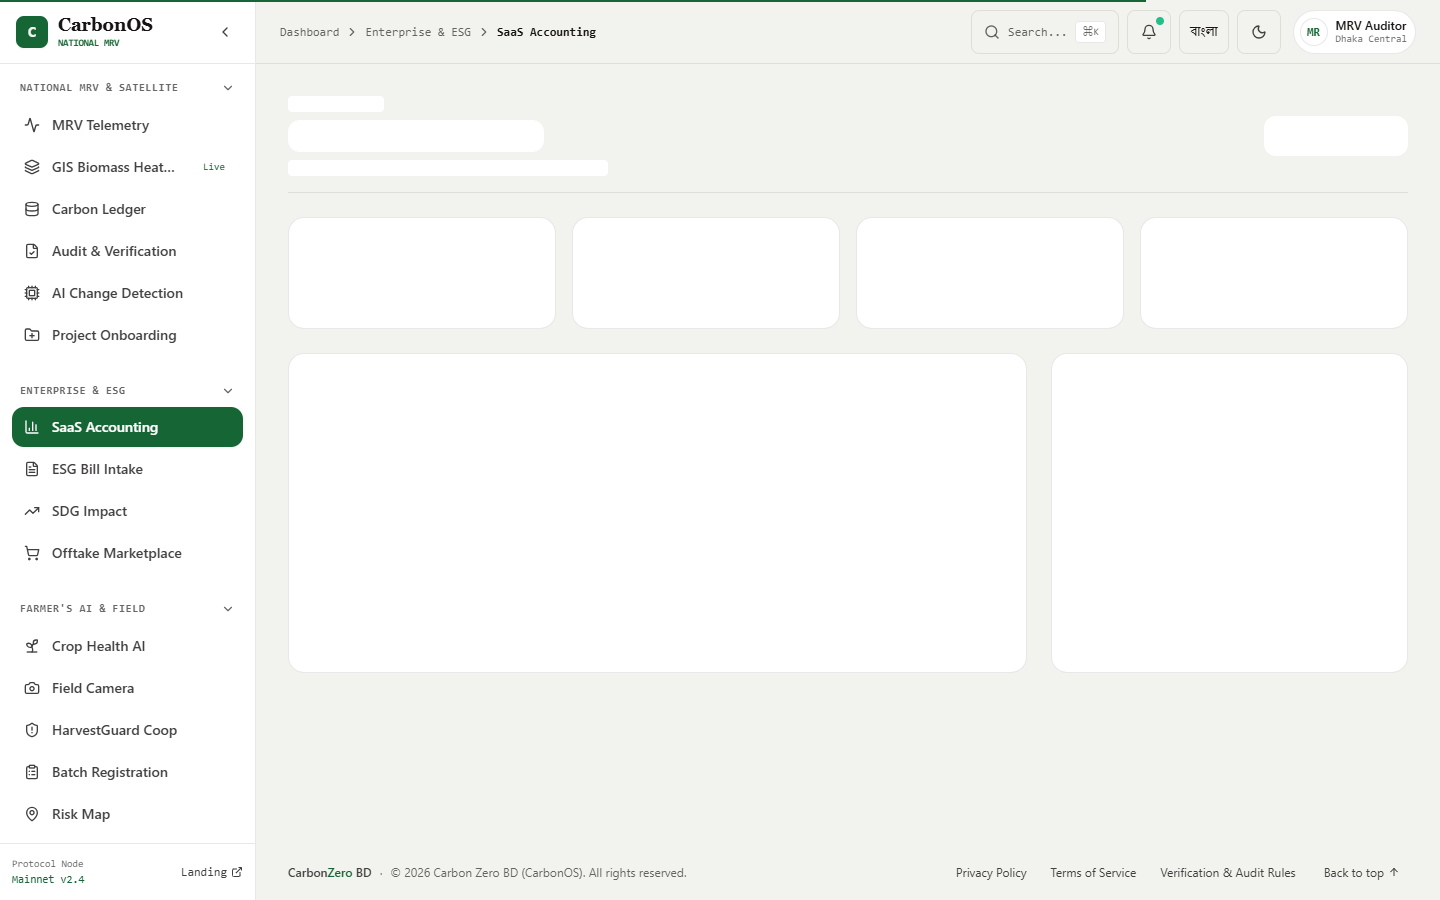 C
CarbonOS
NATIONAL MRV
Dashboard
Enterprise & ESG
SaaS Accounting
Search...
⌘K
বাংলা
MR
MRV Auditor
Dhaka Central
NATIONAL MRV & SATELLITE
MRV Telemetry
GIS Biomass Heat...
Live
Carbon Ledger
Audit & Verification
AI Change Detection
Project Onboarding
ENTERPRISE & ESG
SaaS Accounting
ESG Bill Intake
SDG Impact
Offtake Marketplace
FARMER'S AI & FIELD
Crop Health AI
Field Camera
HarvestGuard Coop
Batch Registration
Risk Map
Protocol Node
Mainnet v2.4
Landing
CarbonZero BD · © 2026 Carbon Zero BD (CarbonOS). All rights reserved.
Privacy Policy
Terms of Service
Verification & Audit Rules
Back to top